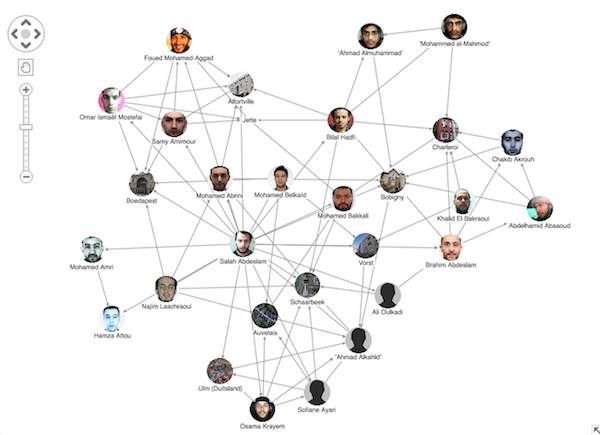 Foued Mohamed-Aggad
'Ahmad Almuhammad'
'Mohammed al-Mahmod'
Omar Ismaël Mostefai
Alfortville
Samy Amimour
Jette
Bilal Hadfi
Charleroi
Chakib Akrouh
Boedapest
Mohamed Abrini
Mohamed Belkaïd
Mohamed Bakkali
Bobigny
Khalid El Bakraoui
Abdelhamid Abaaoud
Mohamed Amri
Salah Abdeslam
Vorst
Brahim Abdeslam
Najim Laachraoui
Schaarbeek
Ali Oulkadi
Hamza Attou
Auvelais
'Ahmad Alkahld'
Ulm (Duitsland)
Sofiane Ayari
Osama Krayem